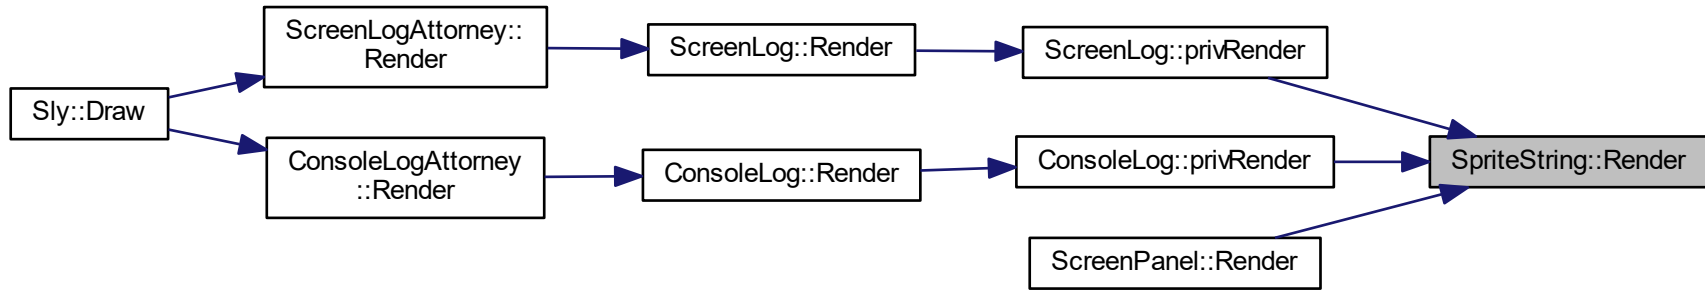 ScreenLogAttorney::
Render
ScreenLog::Render
ScreenLog::privRender
Sly::Draw
ConsoleLogAttorney
::Render
ConsoleLog::Render
ConsoleLog::privRender
SpriteString::Render
ScreenPanel::Render